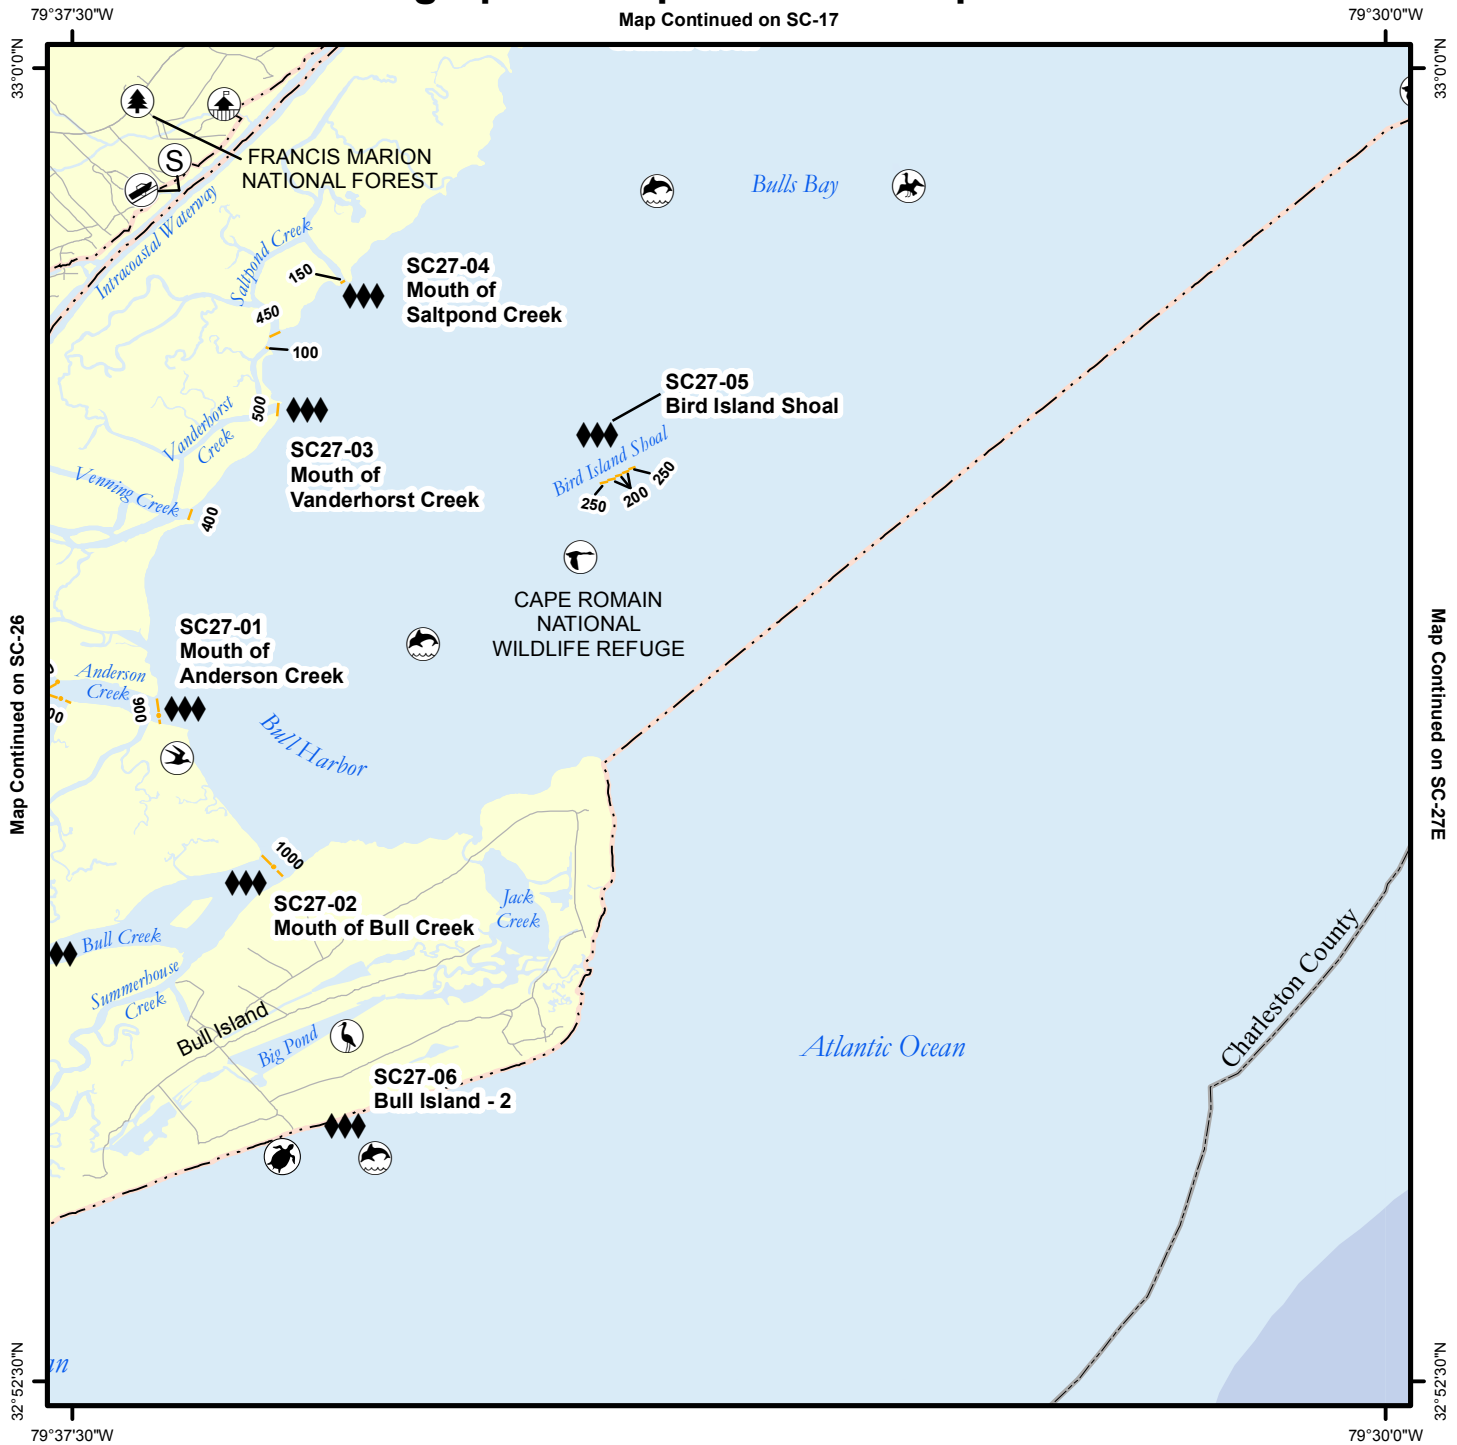 79°37'30"W
79°30'0"W
Map Continued on SC-17
33°0'0"N
33°0'0"N
S
FRANCIS MARION
NATIONAL FOREST
Intracoastal Waterway
Bulls Bay
Saltpond Creek
150
SC27-04
Mouth of
Saltpond Creek
450
100
SC27-05
Bird Island Shoal
500
Vanderhorst
Creek
SC27-03
Mouth of
Vanderhorst Creek
Bird Island Shoal
250
200
250
Venning Creek
400
CAPE ROMAIN
NATIONAL
WILDLIFE REFUGE
SC27-01
Mouth of
Anderson Creek
Map Continued on SC-26
Map Continued on SC-27E
Anderson
Creek
900
Bull Harbor
1000
SC27-02
Mouth of Bull Creek
Jack
Creek
Bull Creek
Summerhouse
Creek
Bull Island
Big Pond
Charleston County
Atlantic Ocean
SC27-06
Bull Island - 2
32°52'30"N
32°52'30"N
79°37'30"W
79°30'0"W